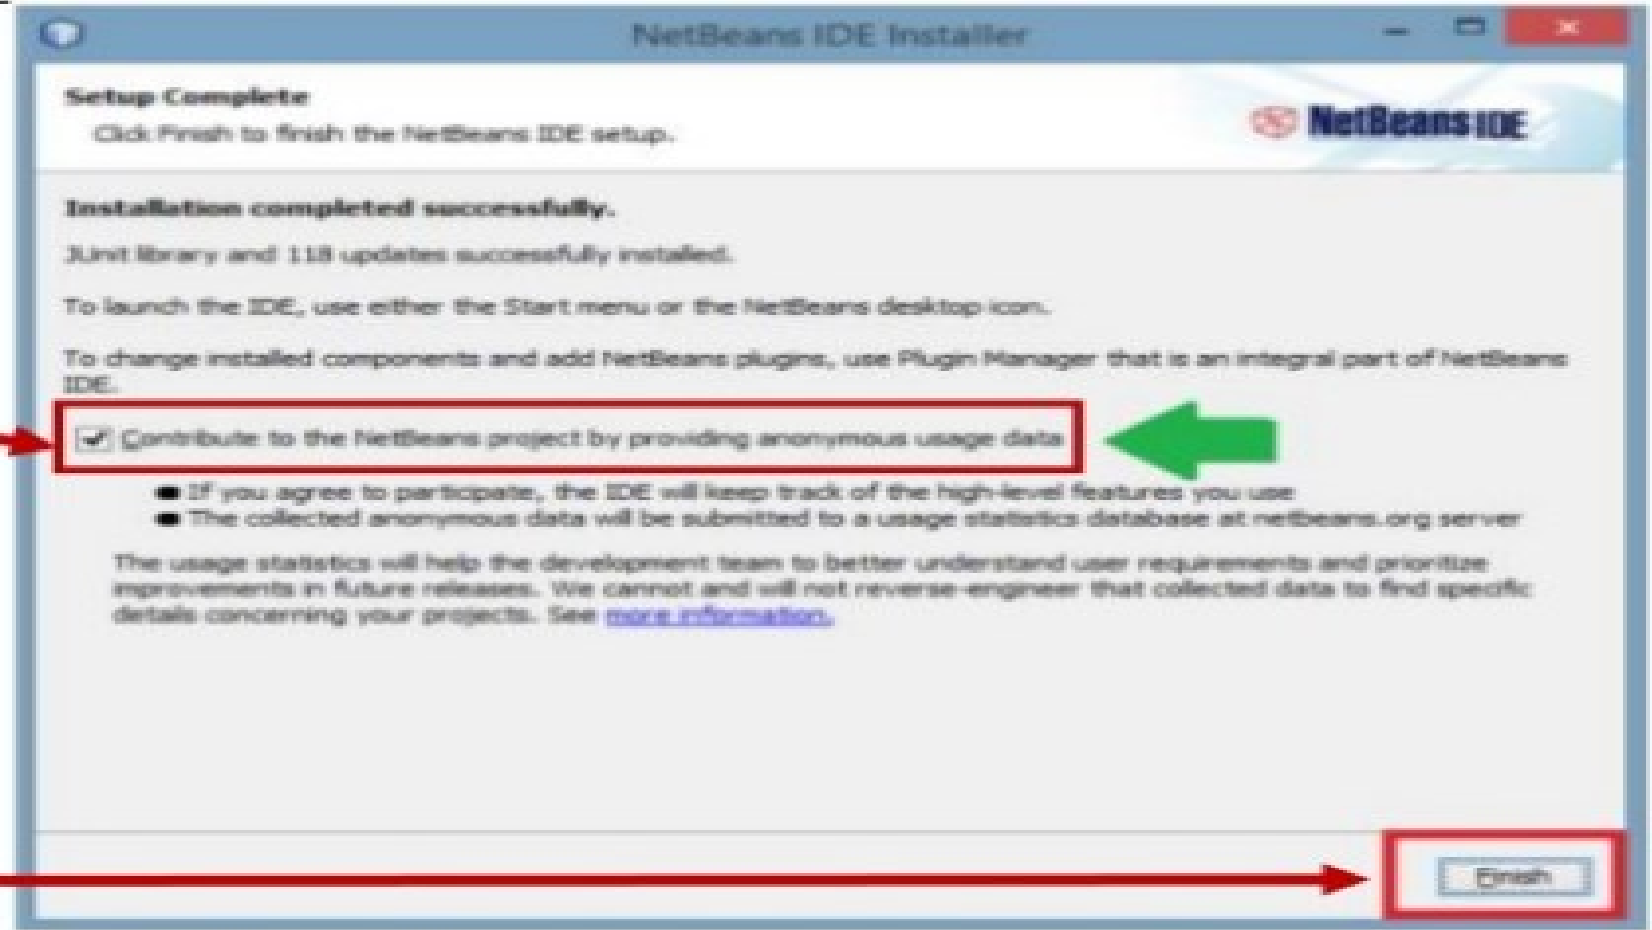 NetBeans IDE Installer
Setup Complete
Click Finish to finish the NetBeans IDE setup.
NetBeans IDE
Installation completed successfully.
JUnit library and 118 updates successfully installed.
To launch the IDE, use either the Start menu or the NetBeans desktop icon.
To change installed components and add NetBeans plugins, use Plugin Manager that is an integral part of NetBeans
IDE.
Contribute to the NetBeans project by providing anonymous usage data
If you agree to participate, the IDE will keep track of the high-level features you use
The collected anonymous data will be submitted to a usage statistics database at netbeans.org server
The usage statistics will help the development team to better understand user requirements and prioritize
improvements in future releases. We cannot and will not reverse-engineer that collected data to find specific
details concerning your projects. See more information.
Finish